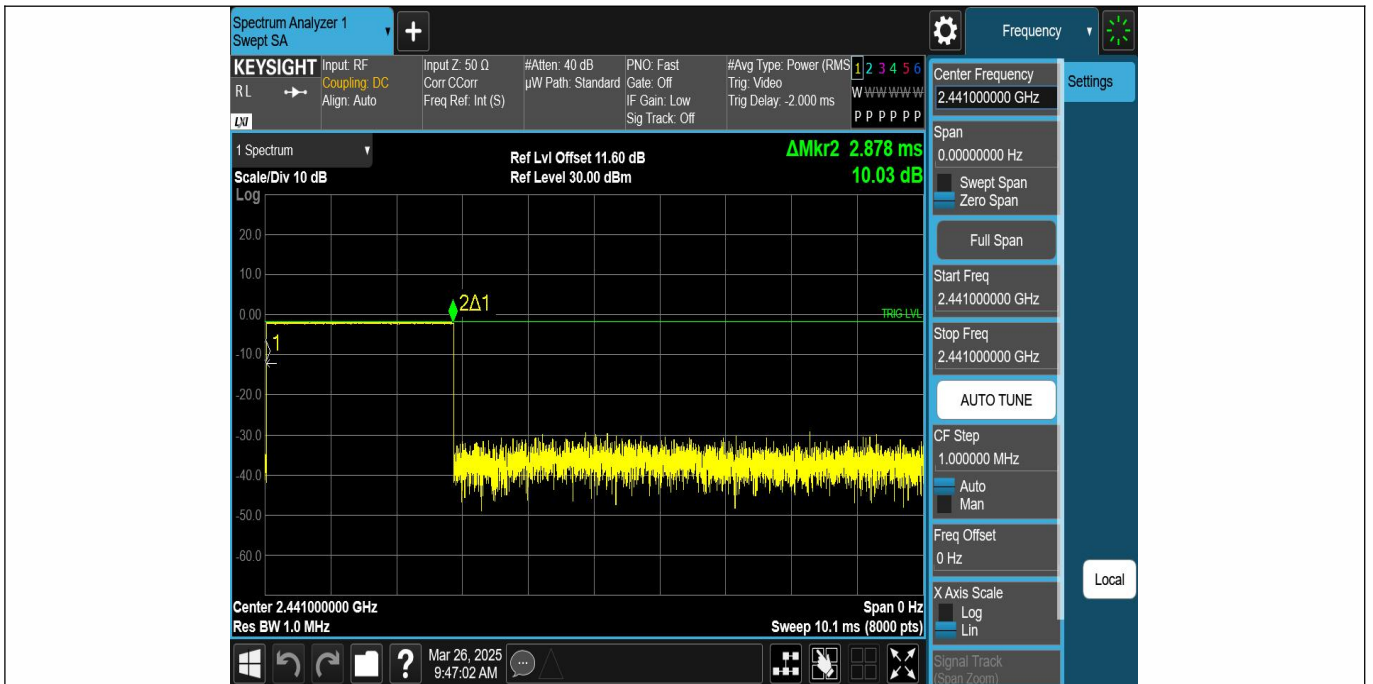 Spectrum Analyzer 1
Swept SA
+
Frequency
KEYSIGHT
RL
LXI
Input: RF
Coupling: DC
Align: Auto
Input Z: 50 Ω
Corr CCorr
Freq Ref: Int (S)
#Atten: 40 dB
µW Path: Standard
PNO: Fast
Gate: Off
IF Gain: Low
Sig Track: Off
#Avg Type: Power (RMS
Trig: Video
Trig Delay: -2.000 ms
1 2 3 4 5 6
W W W W W W
P P P P P P
1 Spectrum
Scale/Div 10 dB
Log
Ref Lvl Offset 11.60 dB
Ref Level 30.00 dBm
ΔMkr2 2.878 ms
10.03 dB
20.0
10.0
0.00
-10.0
-20.0
-30.0
-40.0
-50.0
-60.0
2Δ1
1
TRIG LVL
Center 2.441000000 GHz
Span 0 Hz
Res BW 1.0 MHz
Sweep 10.1 ms (8000 pts)
?
Mar 26, 2025
9:47:02 AM
Center Frequency
2.441000000 GHz
Settings
Span
0.00000000 Hz
Swept Span
Zero Span
Full Span
Start Freq
2.441000000 GHz
Stop Freq
2.441000000 GHz
AUTO TUNE
CF Step
1.000000 MHz
Auto
Man
Freq Offset
0 Hz
X Axis Scale
Log
Lin
Local
Signal Track
(Span Zoom)